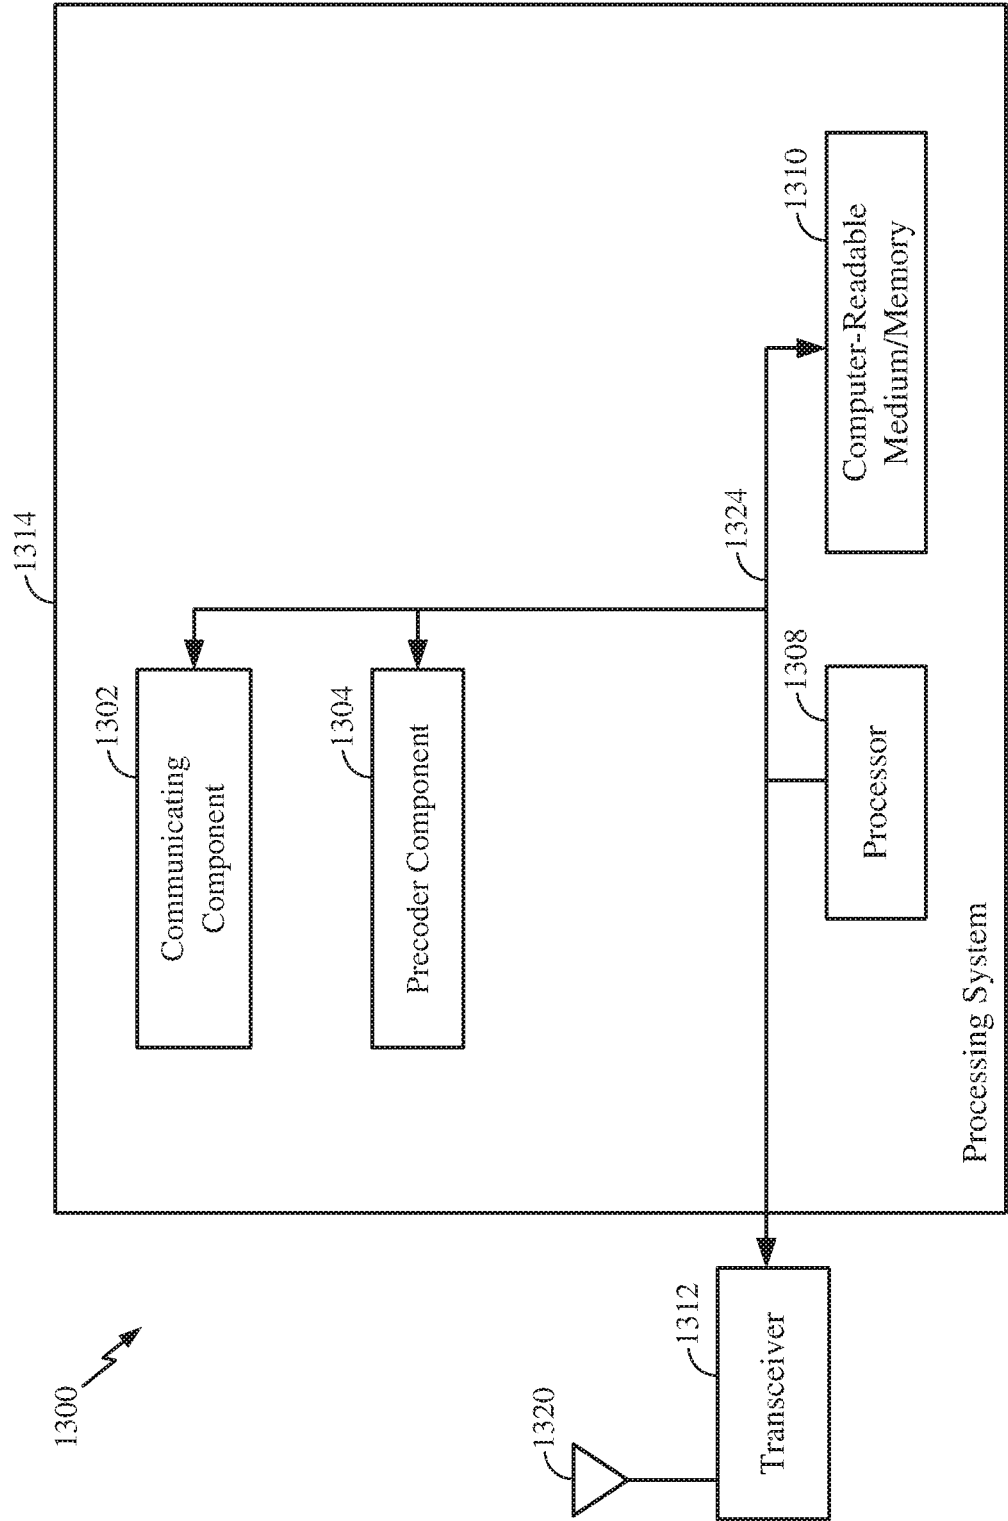 1300
1314
1302
Communicating
Component
1304
Precoder Component
1324
1320
1312
Transceiver
1308
Processor
1310
Computer-Readable
Medium/Memory
Processing System